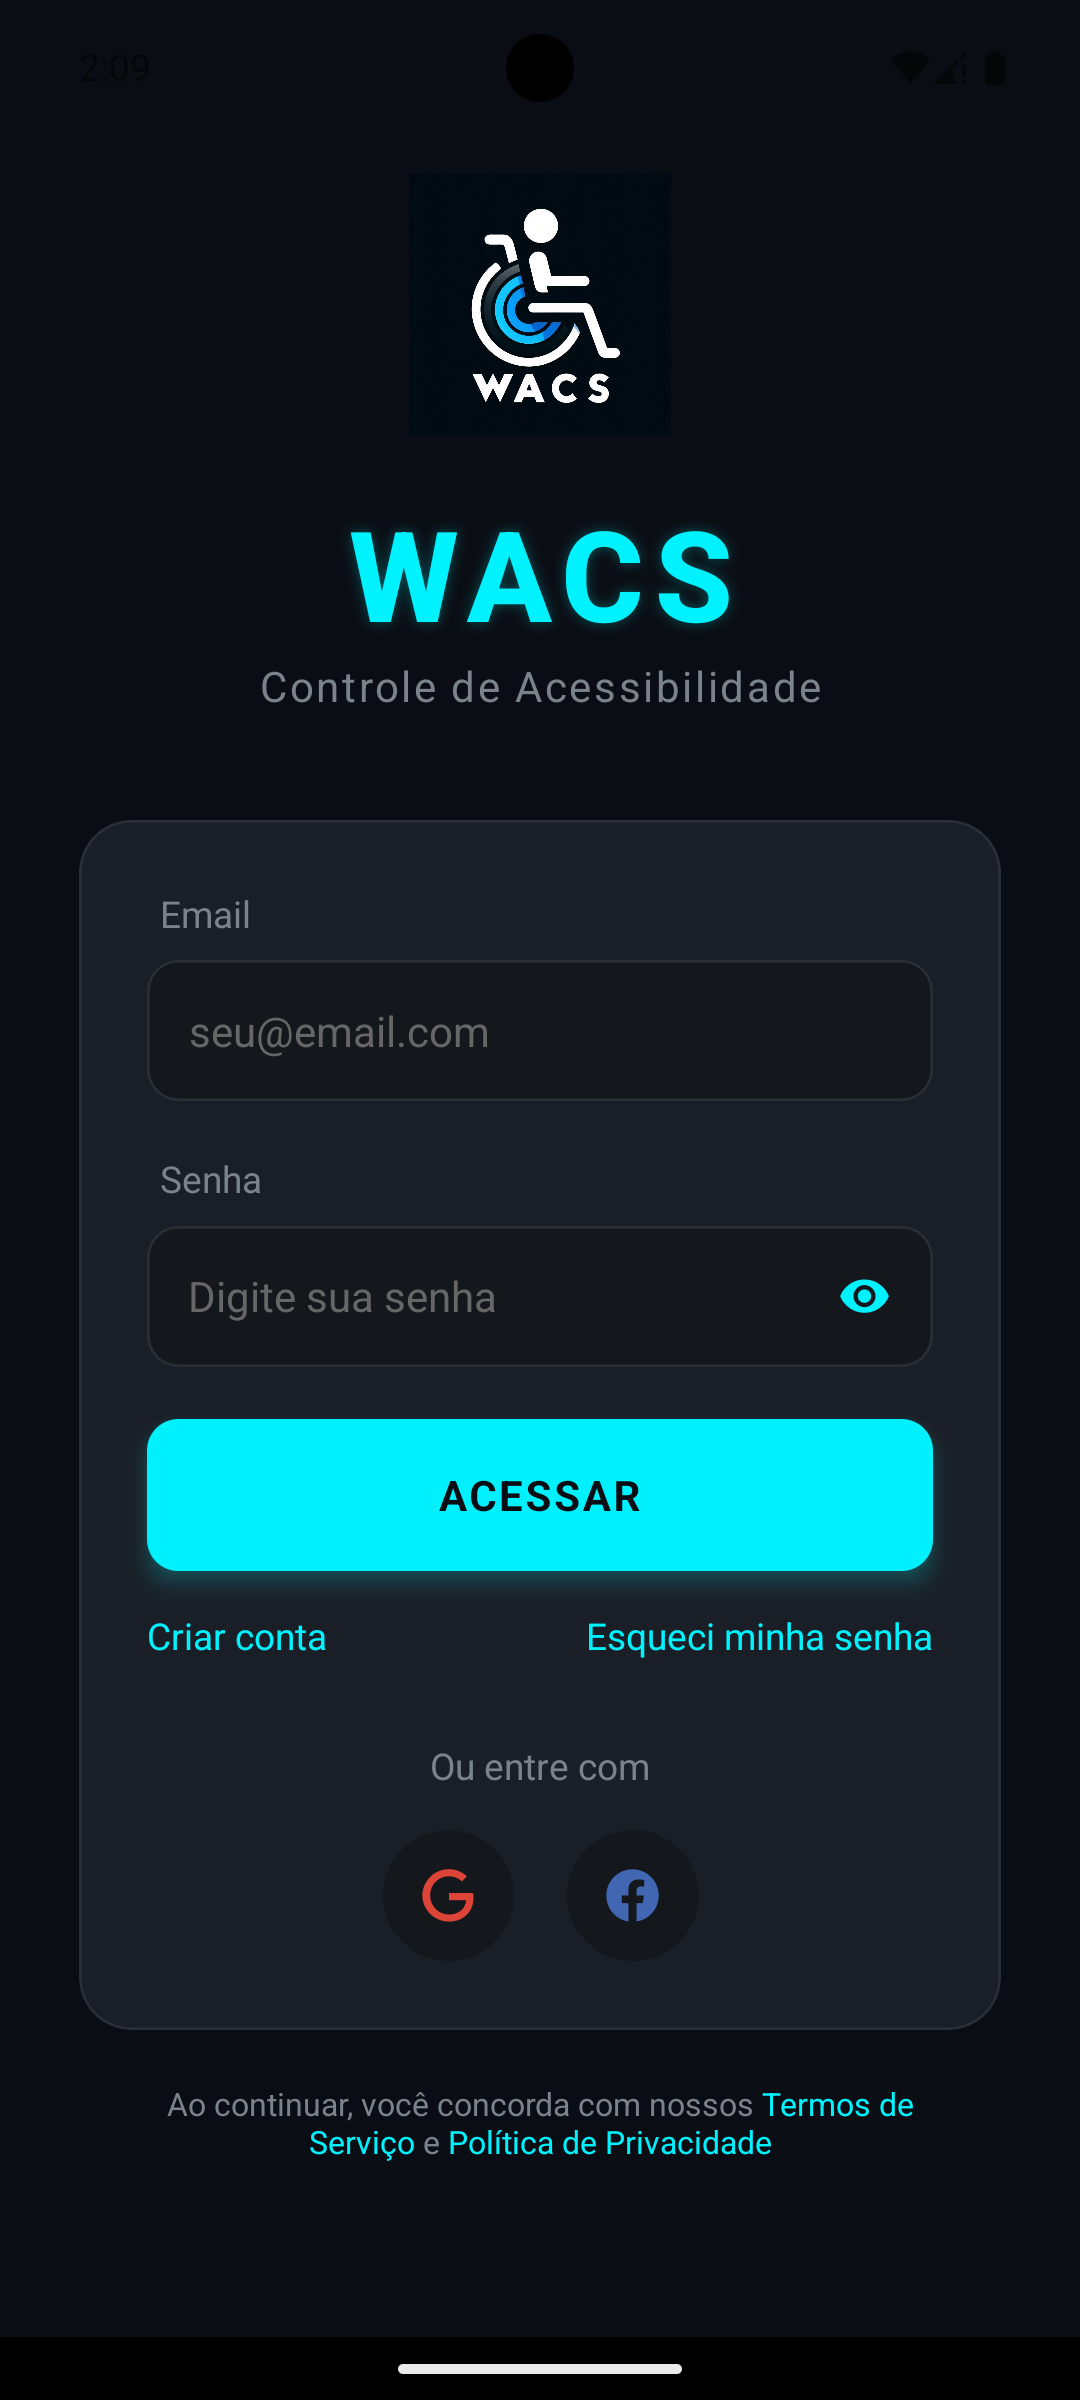 2:09
WACS
WACS
Controle de Acessibilidade
Email
seu@email.com
Senha
Digite sua senha
ACESSAR
Criar conta
Esqueci minha senha
Ou entre com
Ao continuar, você concorda com nossos Termos de
Serviço e Política de Privacidade